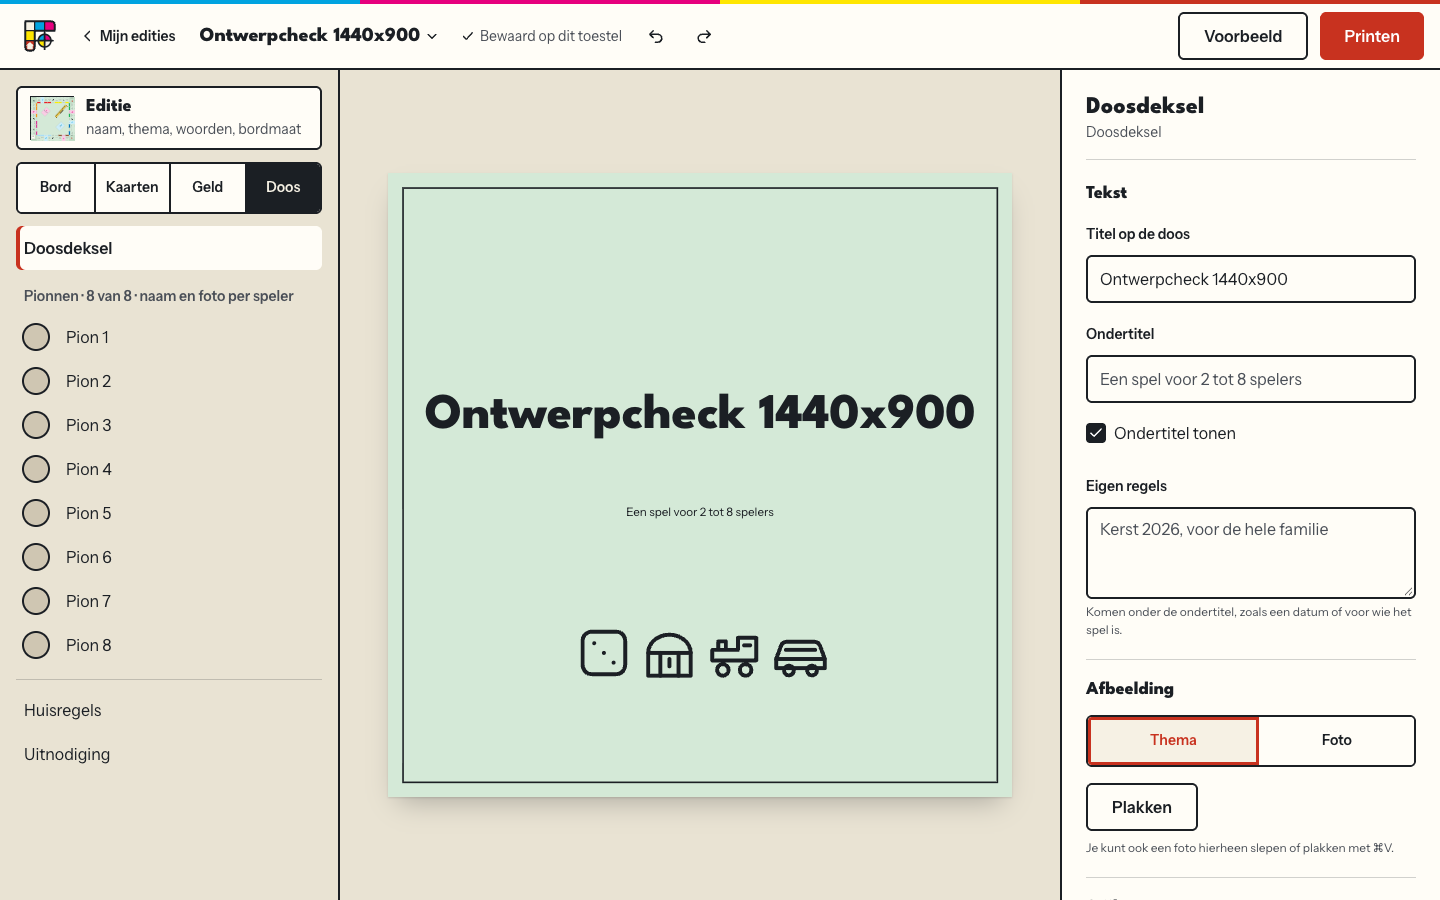 Mijn edities
Ontwerpcheck 1440x900
Bewaard op dit toestel
Voorbeeld
Printen
Editie
naam, thema, woorden, bordmaat
Bord
Kaarten
Geld
Doos
Doosdeksel
Pionnen · 8 van 8 · naam en foto per speler
Pion 1
Pion 2
Pion 3
Pion 4
Pion 5
Pion 6
Pion 7
Pion 8
Huisregels
Uitnodiging
Ontwerpcheck 1440x900
Een spel voor 2 tot 8 spelers
Doosdeksel
Doosdeksel
Tekst
Titel op de doos
Ontwerpcheck 1440x900
Ondertitel
Een spel voor 2 tot 8 spelers
Ondertitel tonen
Eigen regels
Kerst 2026, voor de hele familie
Komen onder de ondertitel, zoals een datum of voor wie het
spel is.
Afbeelding
Thema
Foto
Plakken
Je kunt ook een foto hierheen slepen of plakken met ⌘V.